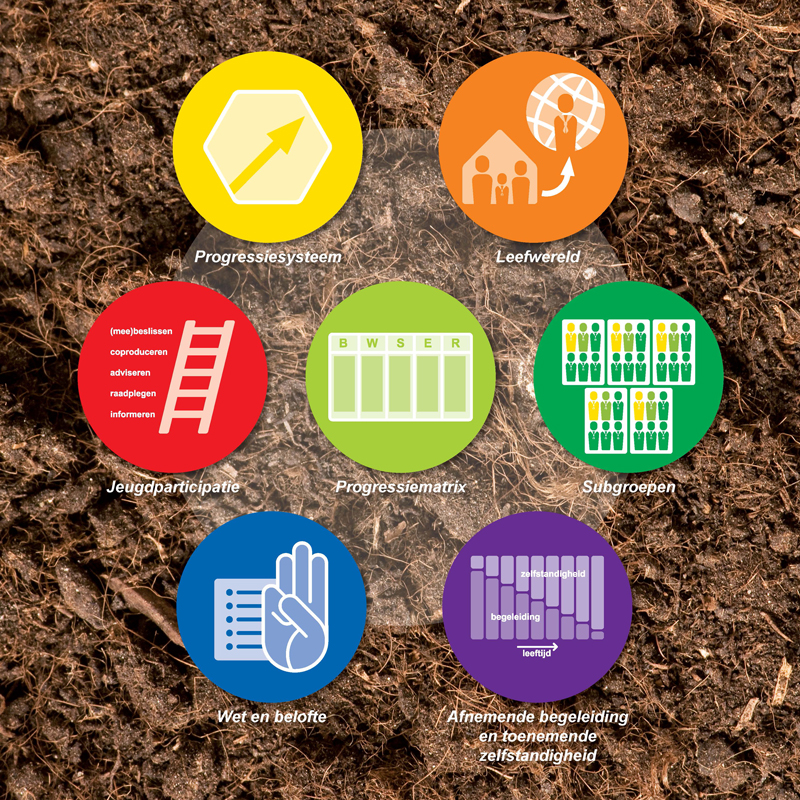 Progressiesysteem
Leefwereld
(mee)beslissen
coproduceren
adviseren
raadplegen
informeren
Jeugdparticipatie
B W S E R
Progressiematrix
Subgroepen
Wet en belofte
zelfstandigheid
begeleiding
leeftijd
Afnemende begeleiding
en toenemende
zelfstandigheid